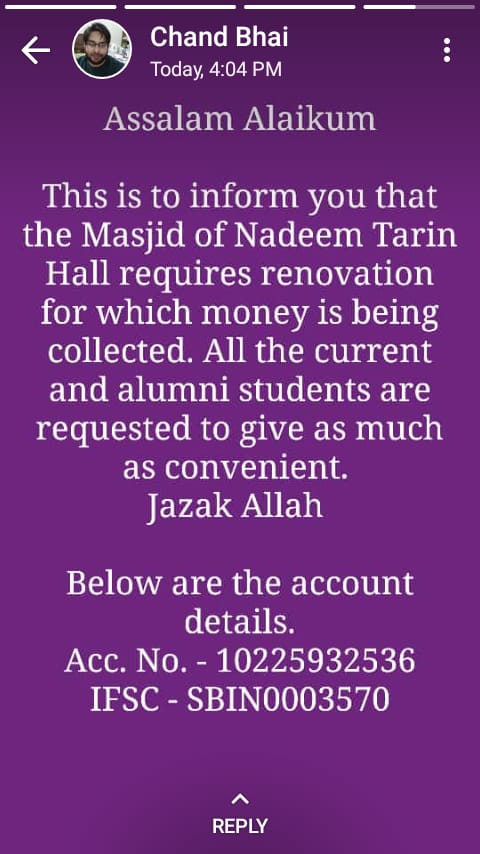 Chand Bhai
Today, 4:04 PM
Assalam Alaikum
This is to inform you that
the Masjid of Nadeem Tarin
Hall requires renovation
for which money is being
collected. All the current
and alumni students are
requested to give as much
as convenient.
Jazak Allah
Below are the account
details.
Acc. No. - 10225932536
IFSC - SBIN0003570
REPLY